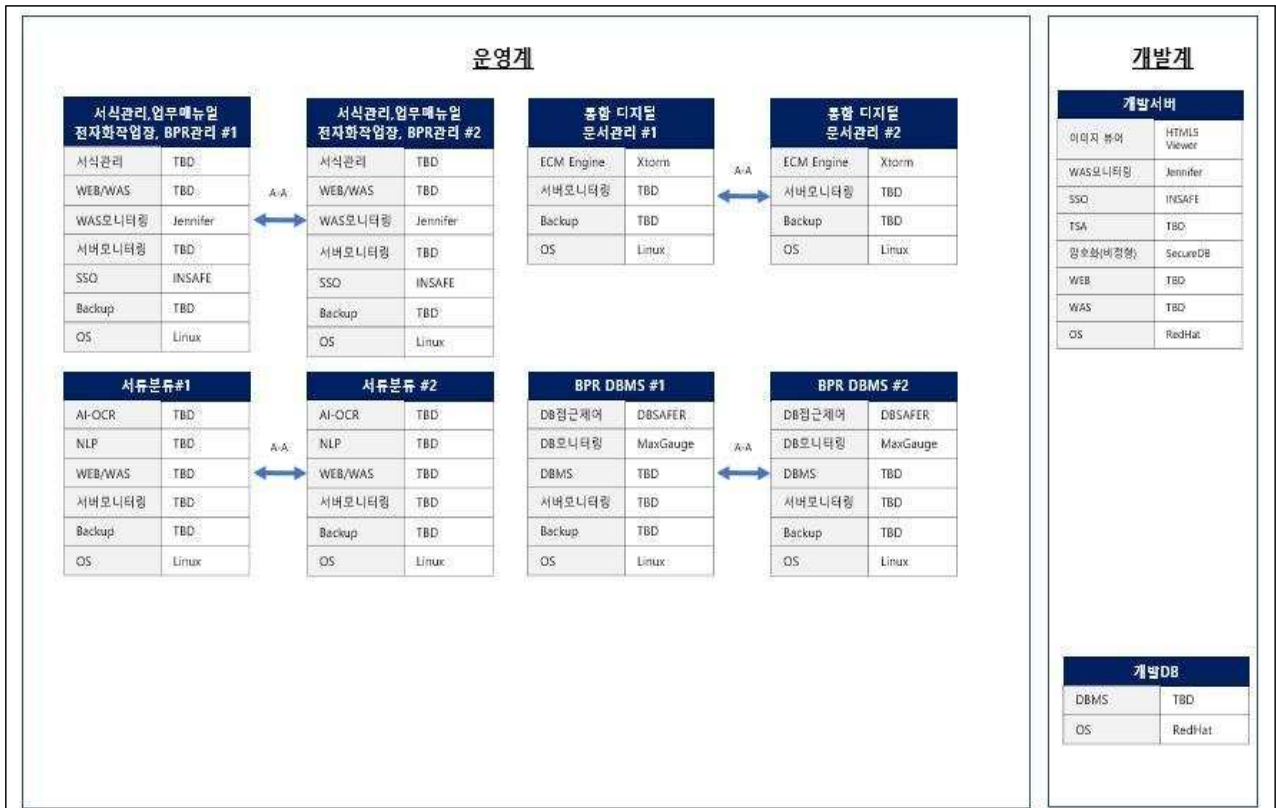 운영계
서식관리,업무매뉴얼
전자화작업장, BPR관리 #1
서식관리 TBD
WEB/WAS TBD
WAS모니터링 Jennifer
서버모니터링 TBD
SSO INSAFE
Backup TBD
OS Linux
A-A
서식관리,업무매뉴얼
전자화작업장, BPR관리 #2
서식관리 TBD
WEB/WAS TBD
WAS모니터링 Jennifer
서버모니터링 TBD
SSO INSAFE
Backup TBD
OS Linux
통합 디지털
문서관리 #1
ECM Engine Xtorm
서버모니터링 TBD
Backup TBD
OS Linux
A-A
통합 디지털
문서관리 #2
ECM Engine Xtorm
서버모니터링 TBD
Backup TBD
OS Linux
서류분류#1
AI-OCR TBD
NLP TBD
WEB/WAS TBD
서버모니터링 TBD
Backup TBD
OS Linux
A-A
서류분류 #2
AI-OCR TBD
NLP TBD
WEB/WAS TBD
서버모니터링 TBD
Backup TBD
OS Linux
BPR DBMS #1
DB접근제어 DBSAFER
DB모니터링 MaxGauge
DBMS TBD
서버모니터링 TBD
Backup TBD
OS Linux
A-A
BPR DBMS #2
DB접근제어 DBSAFER
DB모니터링 MaxGauge
DBMS TBD
서버모니터링 TBD
Backup TBD
OS Linux
개발계
개발서버
이미지 뷰어 HTML5
Viewer
WAS모니터링 Jennifer
SSO INSAFE
TSA TBD
암호화(비정형) SecureDB
WEB TBD
WAS TBD
OS RedHat
개발DB
DBMS TBD
OS RedHat